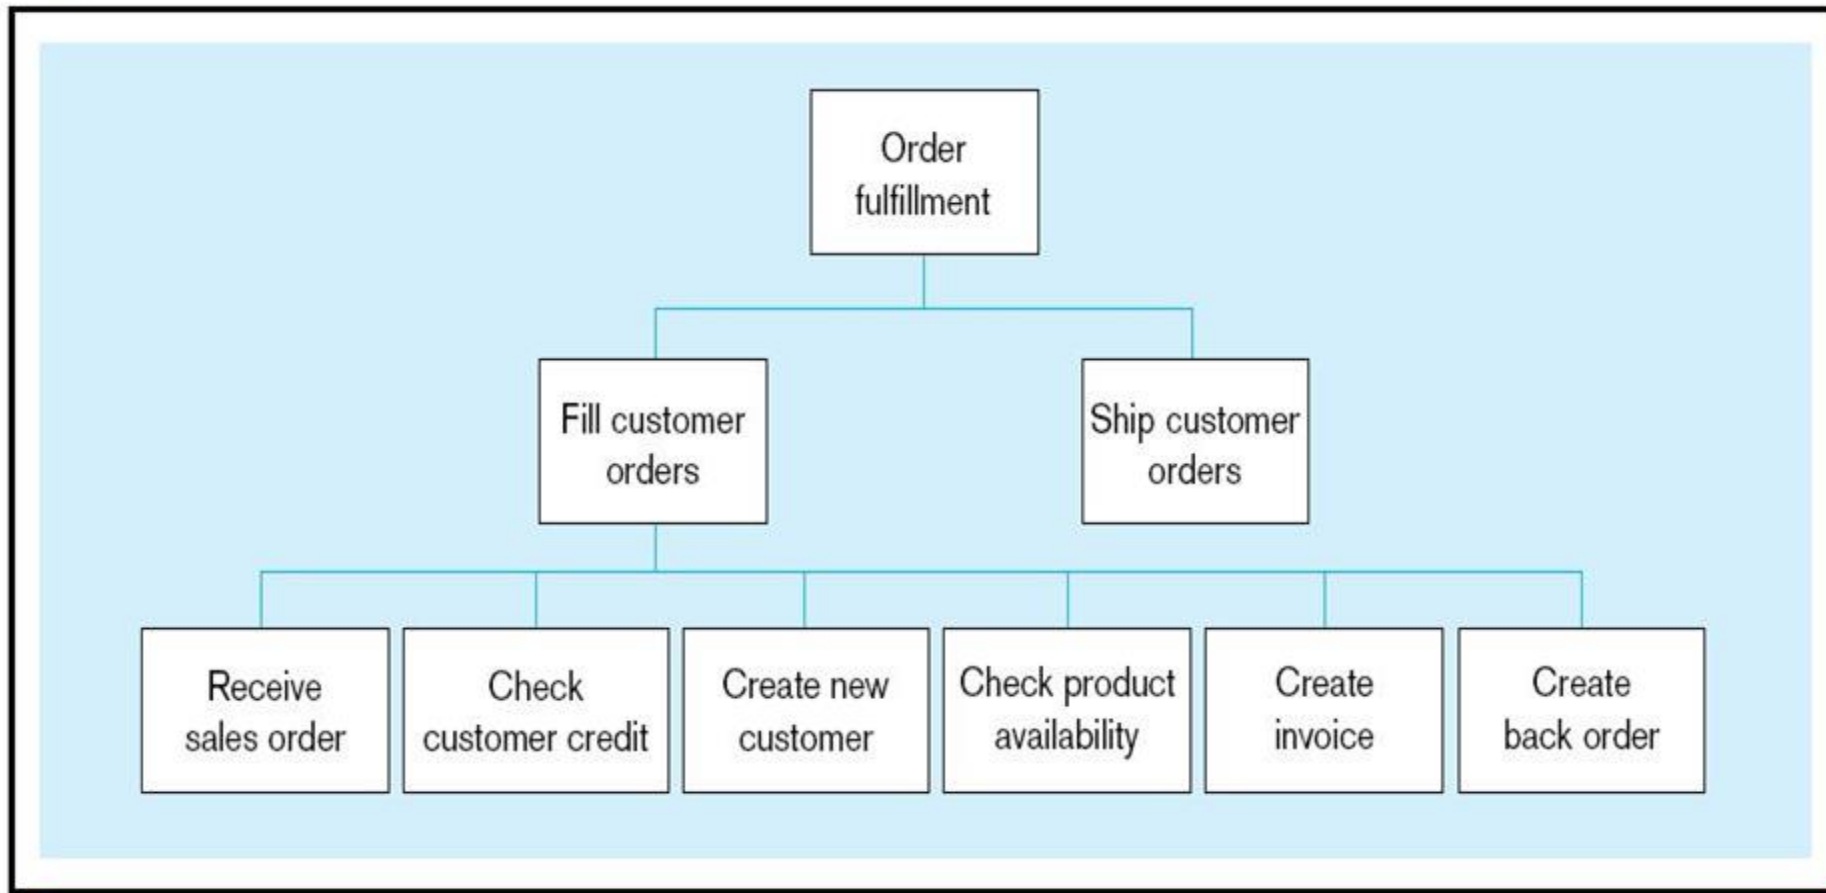 Order
fulfillment
Fill customer
orders
Ship customer
orders
Receive
sales order
Check
customer credit
Create new
customer
Check product
availability
Create
invoice
Create
back order